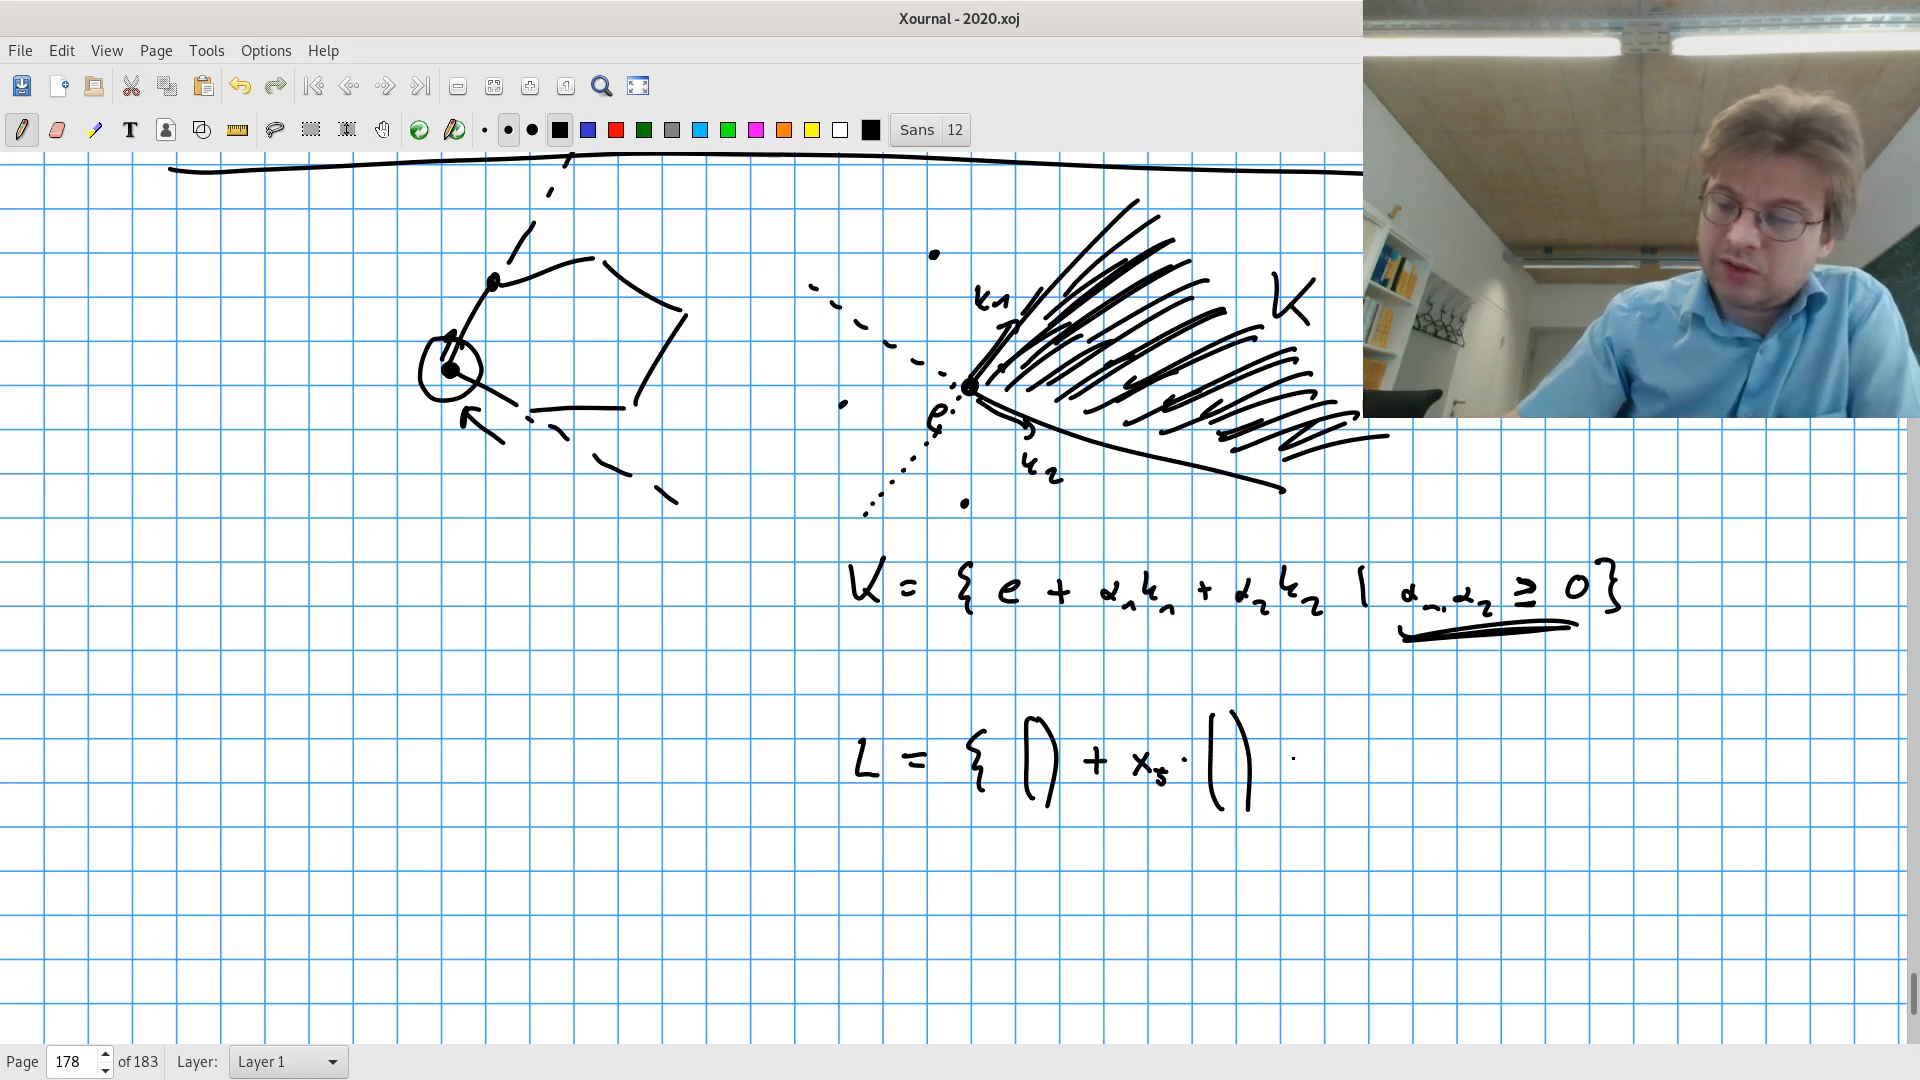 Xournal - 2020.xoj
File Edit View Page Tools Options Help
Sans 12
k₁
K
e
k₂
K = { e + α₁k₁ + α₂k₂ | α₁, α₂ ≥ 0 }
L = { ( ) + x₅ · ( )
Page 178 of 183 Layer: Layer 1